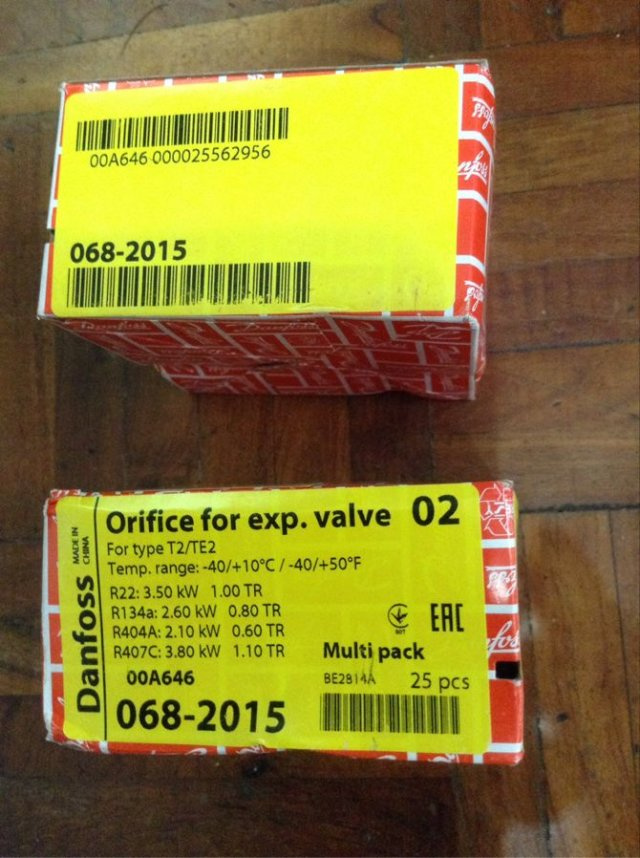 00A646 000025562956
068-2015
Danfoss
MADE IN
CHINA
Orifice for exp. valve 02
For type T2/TE2
Temp. range: -40/+10°C / -40/+50°F
R22: 3.50 kW 1.00 TR
R134a: 2.60 kW 0.80 TR
R404A: 2.10 kW 0.60 TR
R407C: 3.80 kW 1.10 TR
EAC
Multi pack
00A646
BE2814A 25 pcs
068-2015